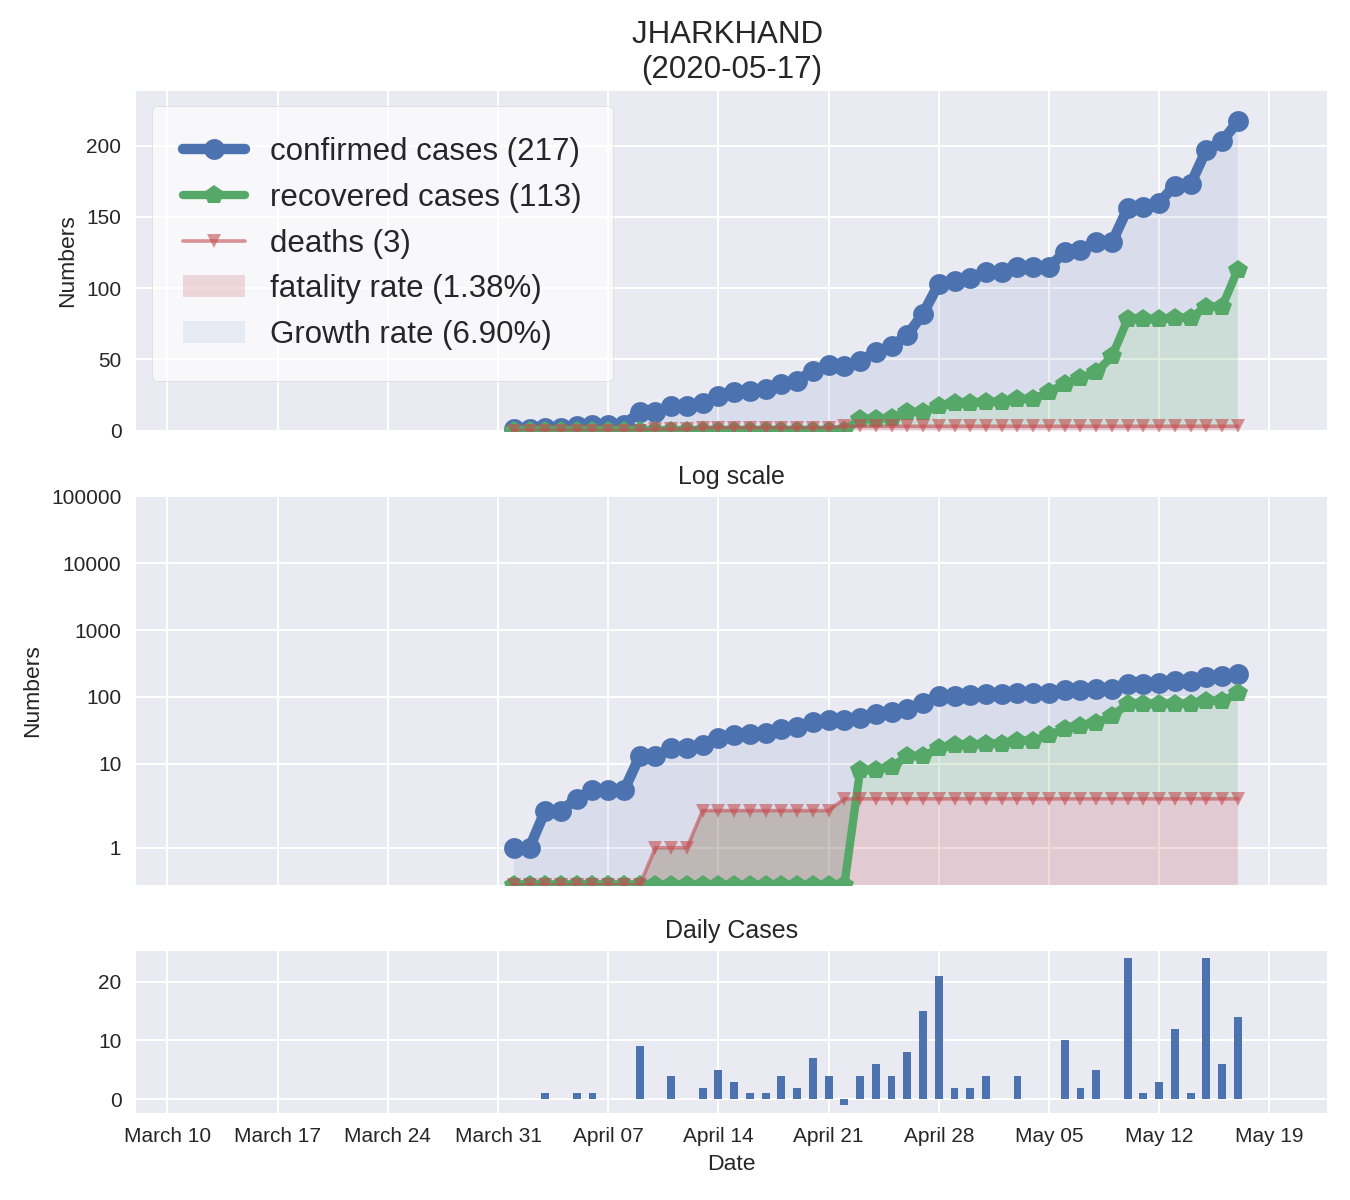 JHARKHAND
(2020-05-17)
confirmed cases (217)
recovered cases (113)
deaths (3)
fatality rate (1.38%)
Growth rate (6.90%)
Numbers
200
150
100
50
0
Log scale
Numbers
100000
10000
1000
100
10
1
Daily Cases
20
10
0
March 10 March 17 March 24 March 31 April 07 April 14 April 21 April 28 May 05 May 12 May 19
Date